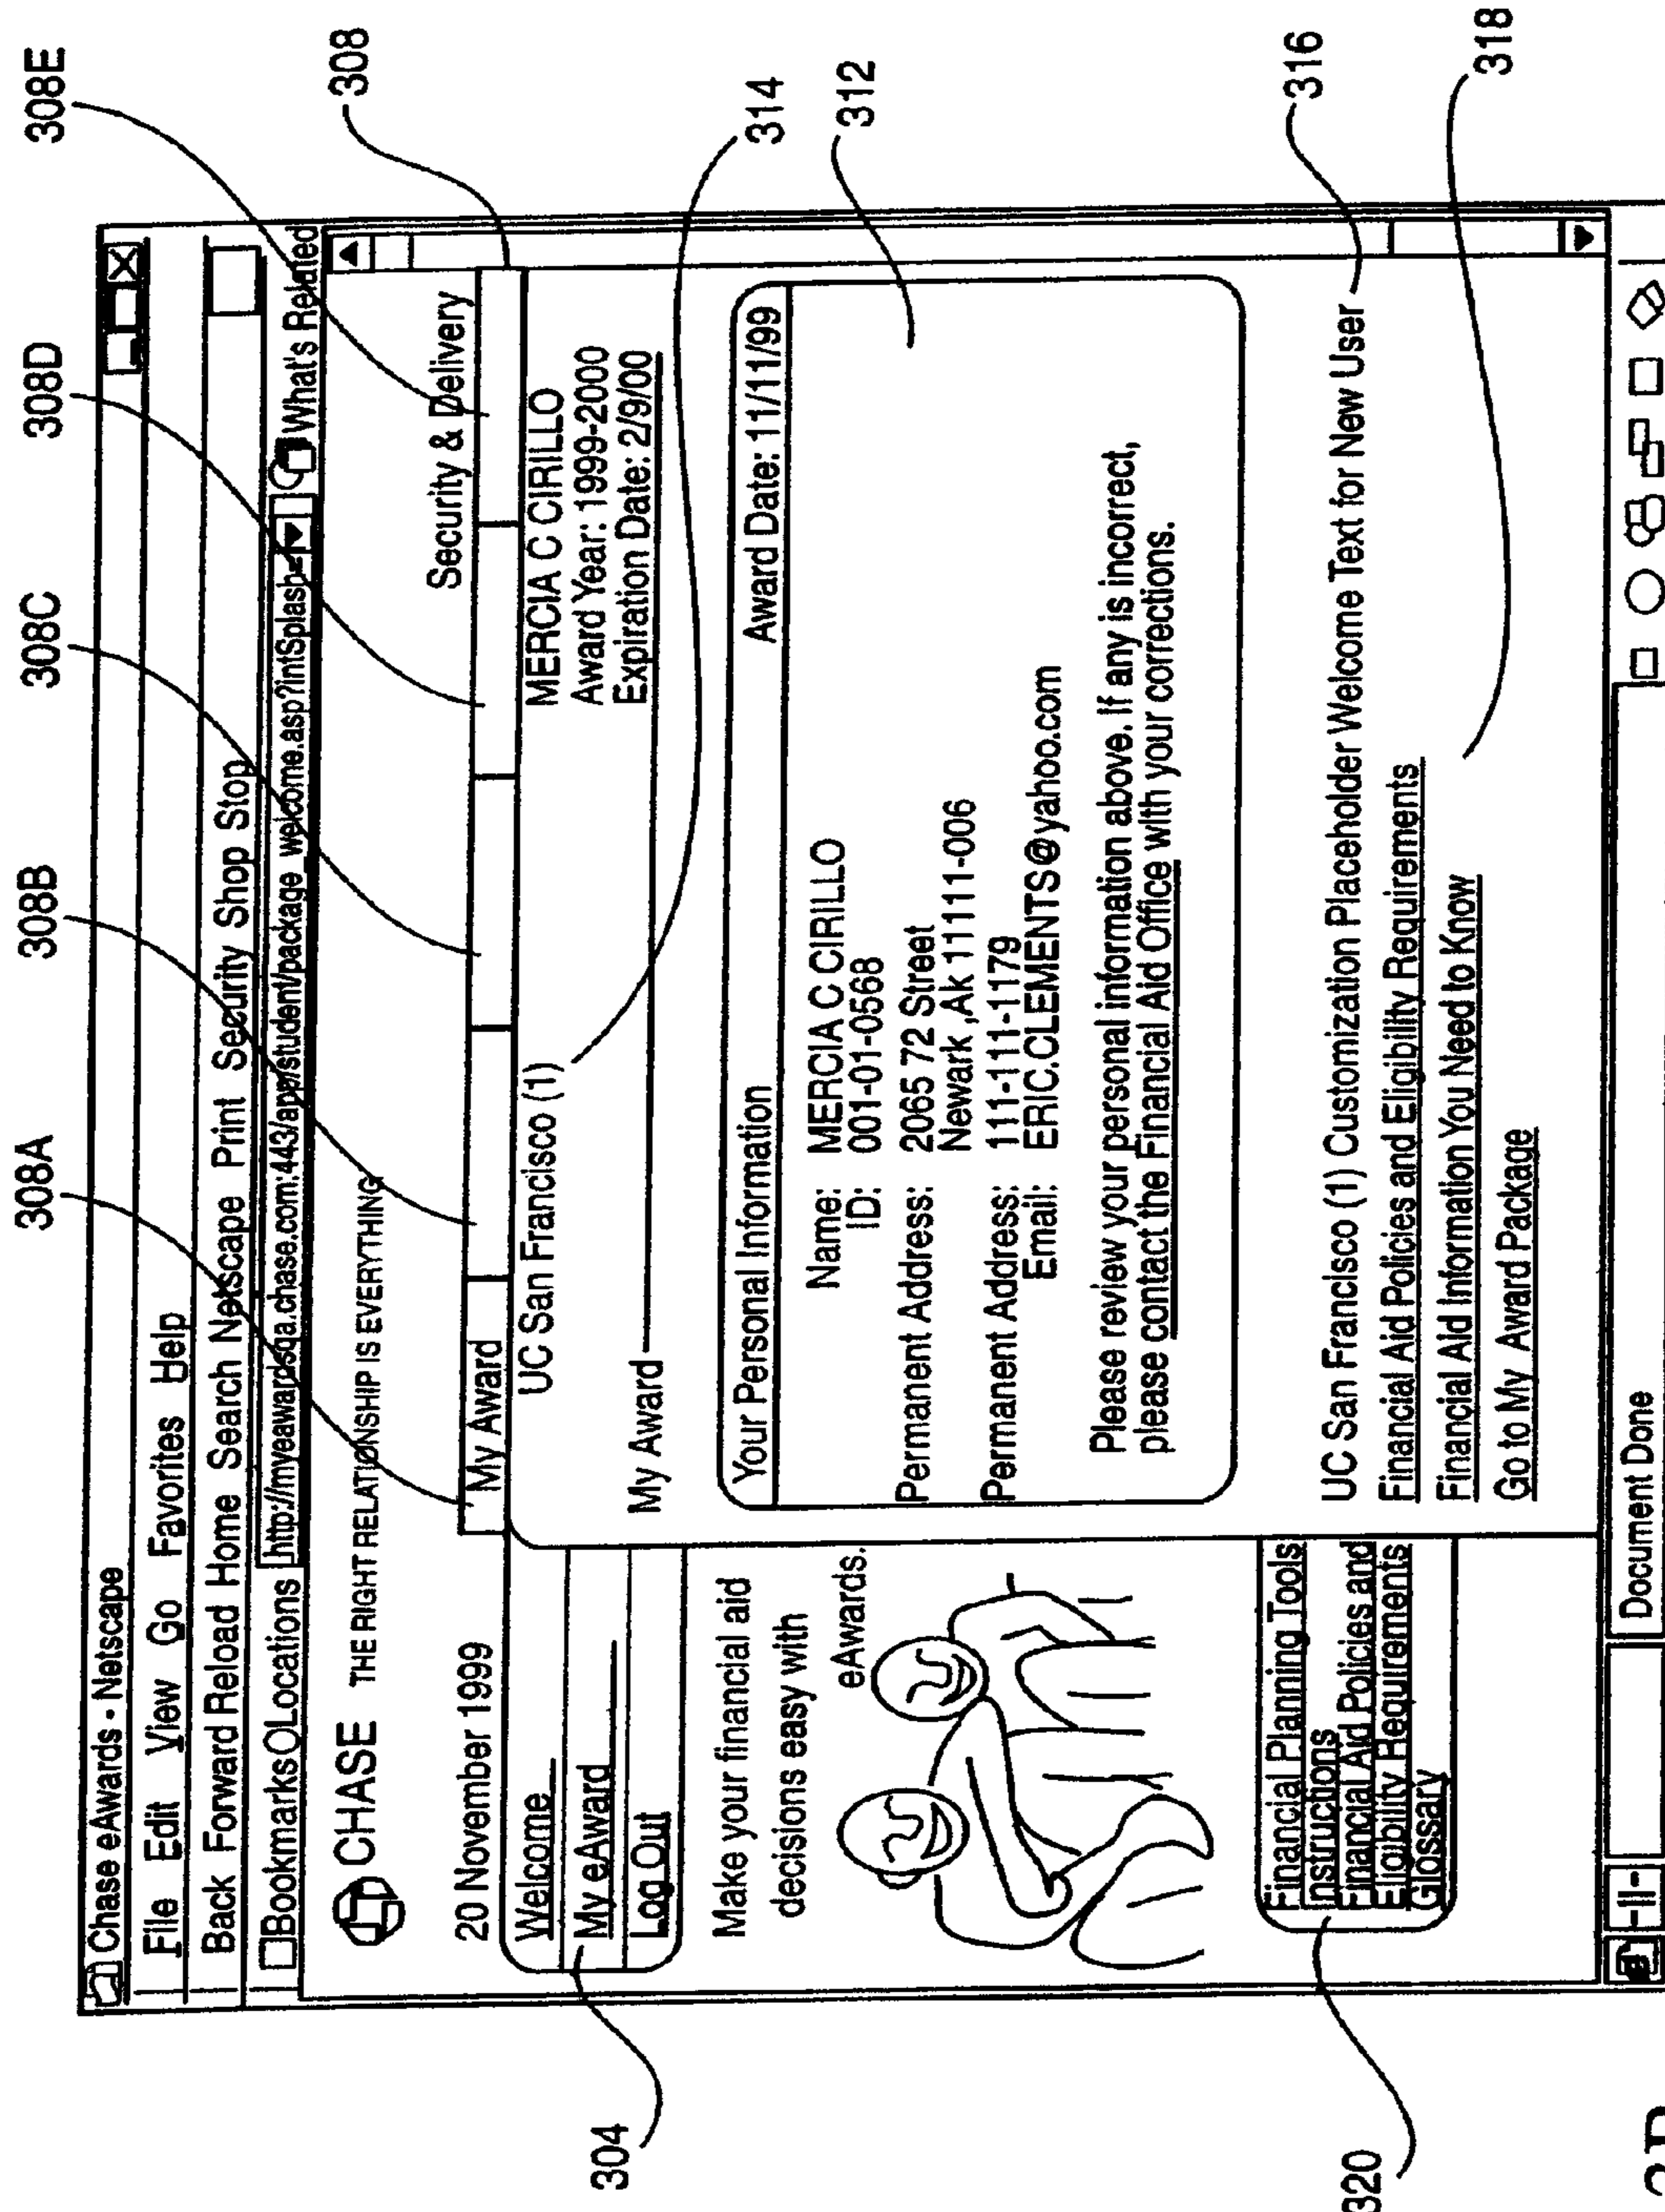 308A
308B
308C
308D
308E
Chase eAwards - Netscape
File Edit View Go Favorites Help
Back Forward Reload Home Search Netscape Print Security Shop Stop
Bookmarks Locations http://myeawardsqa.chase.com:443/app/student/package_welcome.asp?intSplash= What's Related
308
CHASE THE RIGHT RELATIONSHIP IS EVERYTHING
Security & Delivery
20 November 1999
My Award
Welcome
My eAward
Log Out
304
UC San Francisco (1)
MERCIA C CIRILLO
Award Year: 1999-2000
Expiration Date: 2/9/00
My Award
314
Make your financial aid
decisions easy with
eAwards.
Your Personal Information Award Date: 11/11/99
312
Name: MERCIA C CIRILLO
ID: 001-01-0568
Permanent Address: 2065 72 Street
Newark ,Ak 11111-006
Permanent Address: 111-111-1179
Email: ERIC.CLEMENTS@yahoo.com
Please review your personal information above. If any is incorrect,
please contact the Financial Aid Office with your corrections.
Financial Planning Tools
Instructions
Financial Aid Policies and
Eligibility Requirements
Glossary
320
UC San Francisco (1) Customization Placeholder Welcome Text for New User
316
Financial Aid Policies and Eligibility Requirements
Financial Aid Information You Need to Know
Go to My Award Package
318
Document Done